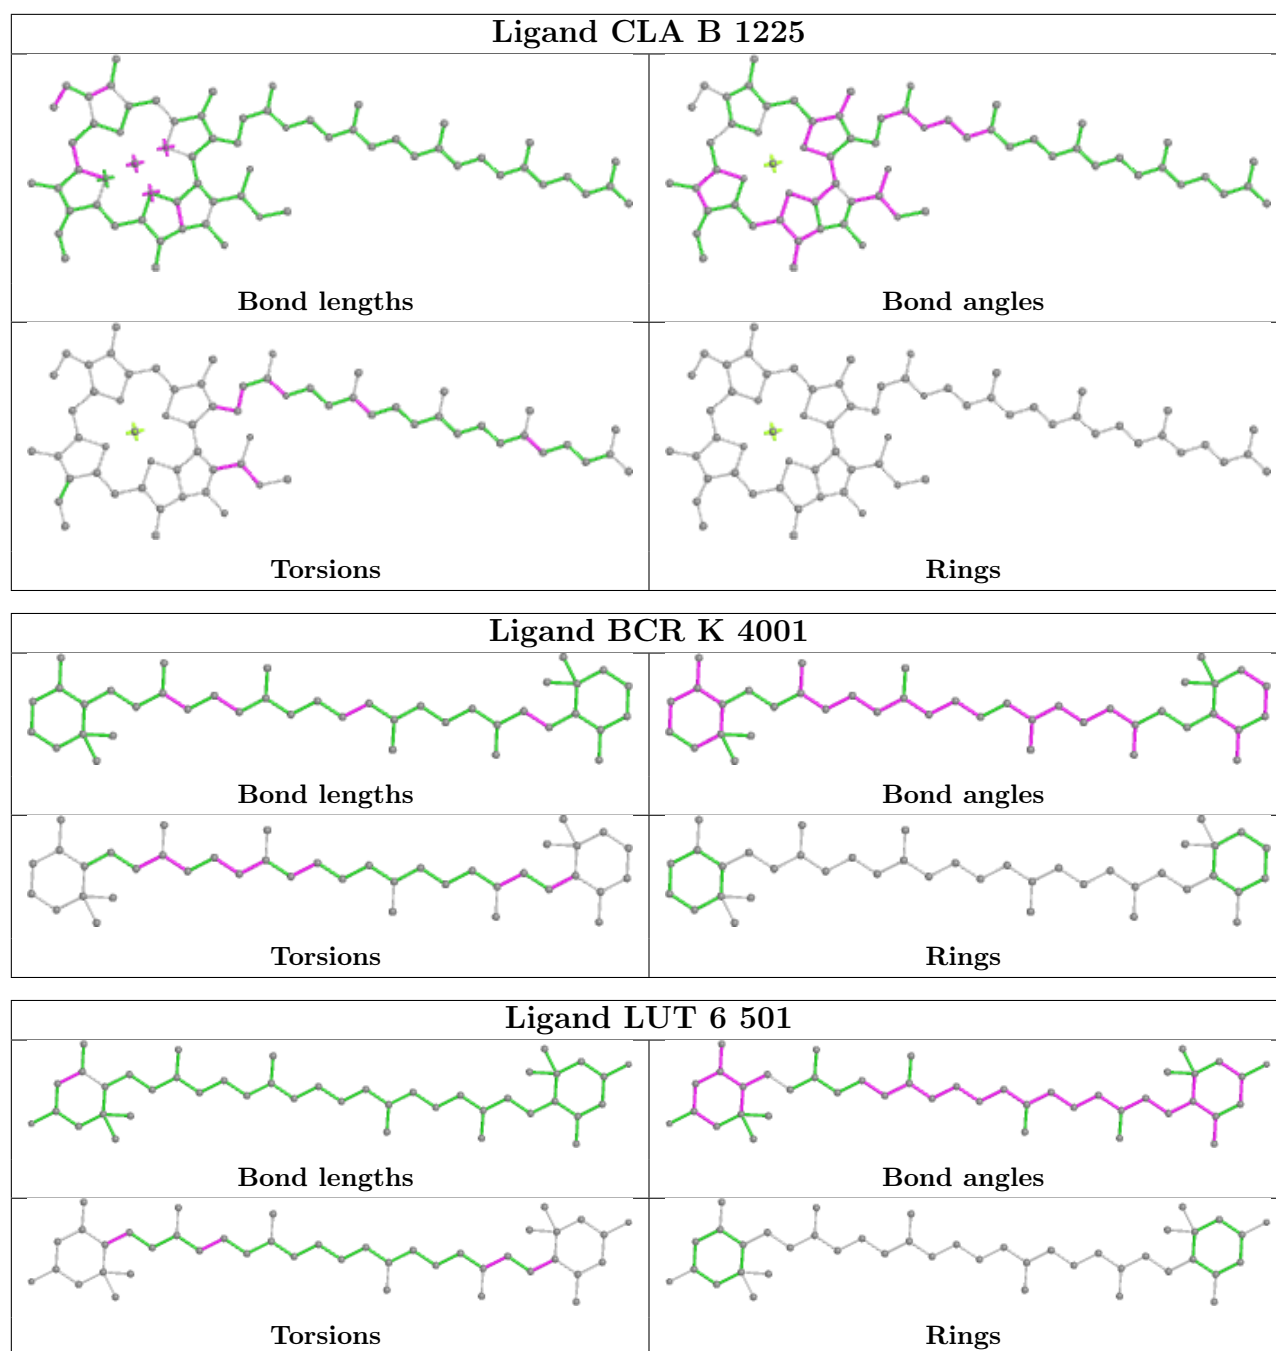 Ligand CLA B 1225
Bond lengths
Bond angles
Torsions
Rings
Ligand BCR K 4001
Bond lengths
Bond angles
Torsions
Rings
Ligand LUT 6 501
Bond lengths
Bond angles
Torsions
Rings